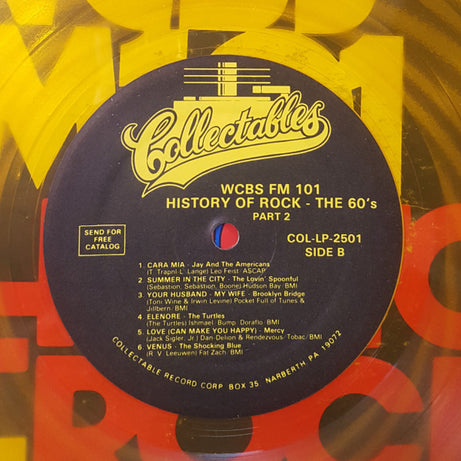 Collectables
WCBS FM 101
HISTORY OF ROCK - THE 60's
PART 2
SEND FOR
FREE
CATALOG
COL-LP-2501
SIDE B
1. CARA MIA - Jay And The Americans
(T. Trapni-L. Lange) Leo Feist: ASCAP
2. SUMMER IN THE CITY - The Lovin' Spoonful
(Sebastian, Sebastian, Boone) Hudson Bay/BMI
3. YOUR HUSBAND - MY WIFE - Brooklyn Bridge
(Toni Wine & Irwin Levine) Pocket Full of Tunes &
Jillbern/BMI
4. ELENORE - The Turtles
(The Turtles) Ishmael. Bump. Doraflo/BMI
5. LOVE (CAN MAKE YOU HAPPY) - Mercy
(Jack Sigler, Jr.) Dan Delion & Rendezvous-Tobac/BMI
6. VENUS - The Shocking Blue
(R. V. Leeuwen) Fat Zach/BMI
COLLECTABLE RECORD CORP BOX 35, NARBERTH, PA 19072